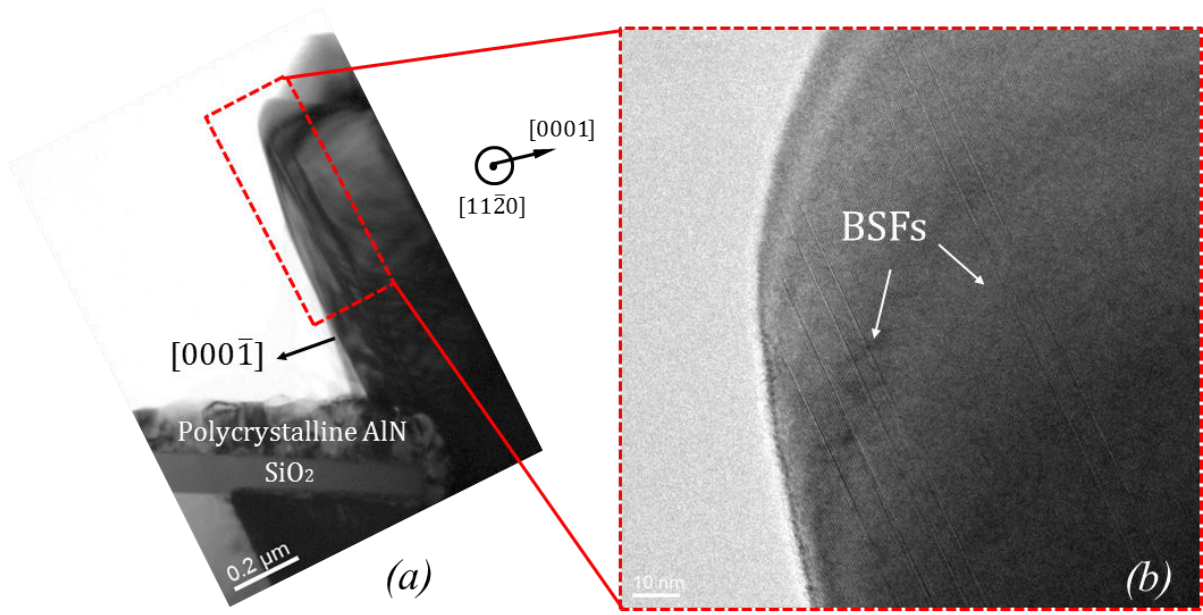 [0001]
[112̄0]
[0001̄]
Polycrystalline AlN
SiO₂
0.2 μm
(a)
BSFs
10 nm
(b)